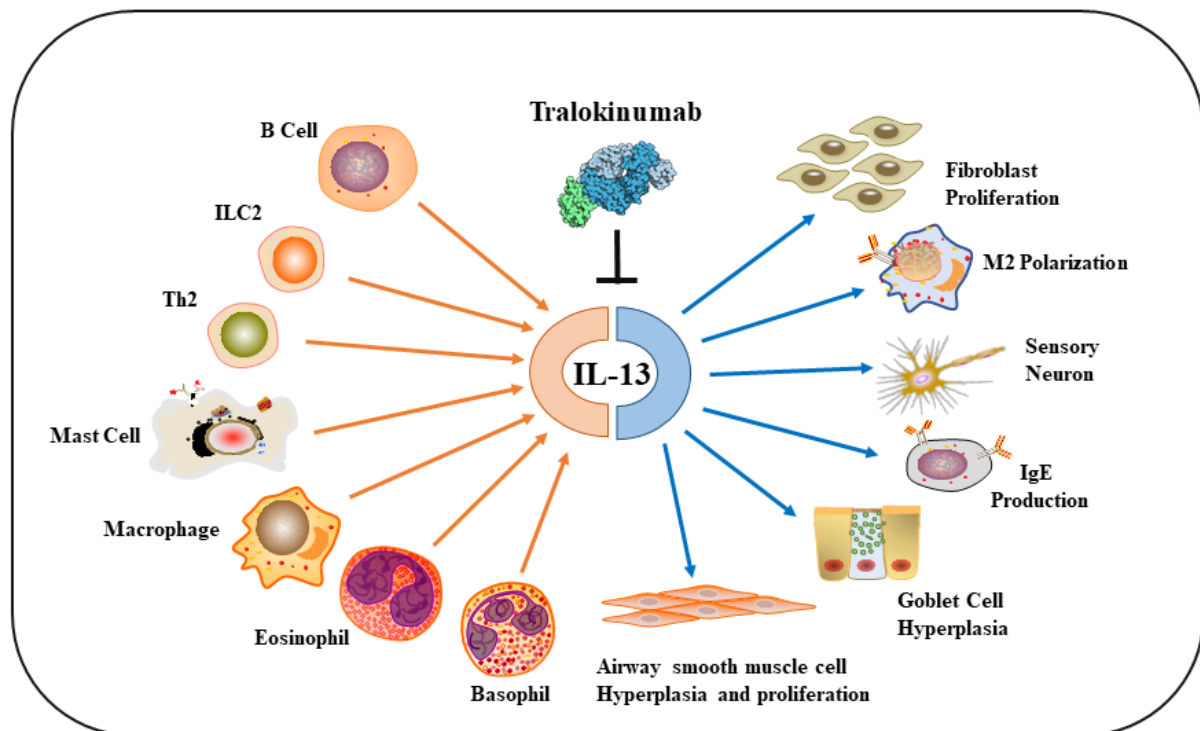 Tralokinumab
B Cell
ILC2
Th2
Mast Cell
Macrophage
Eosinophil
Basophil
IL-13
Fibroblast
Proliferation
M2 Polarization
Sensory
Neuron
IgE
Production
Goblet Cell
Hyperplasia
Airway smooth muscle cell
Hyperplasia and proliferation